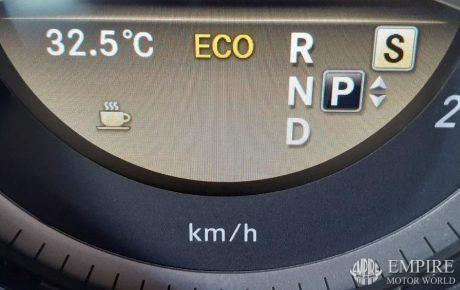 32.5°C ECO R S
N P
D
2
km/h
EMPIRE
MOTOR WORLD